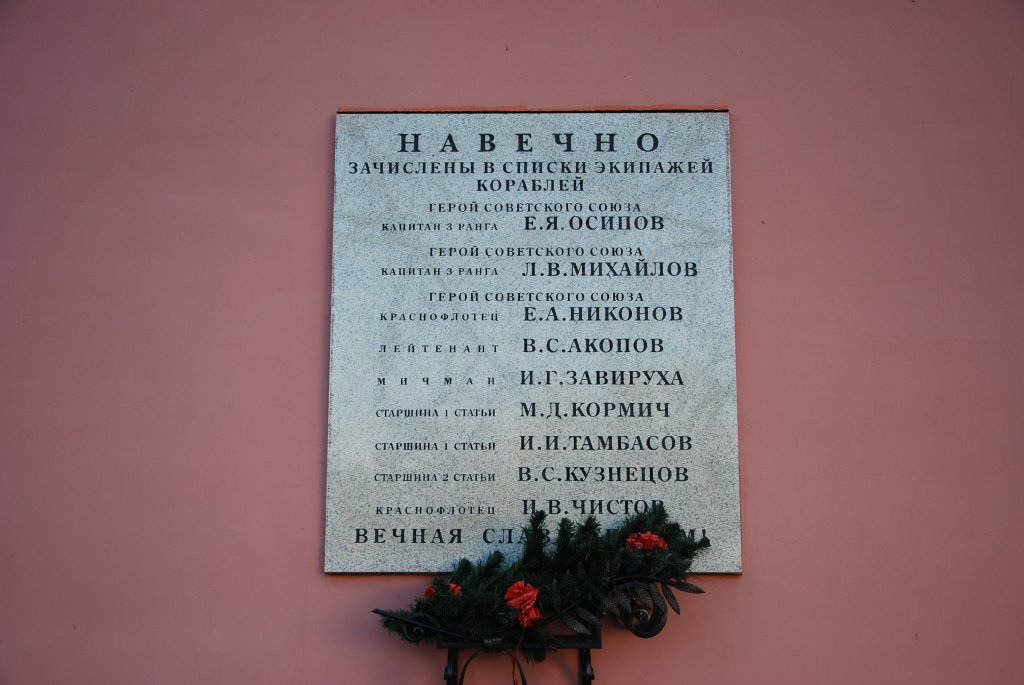 НАВЕЧНО
ЗАЧИСЛЕНЫ В СПИСКИ ЭКИПАЖЕЙ
КОРАБЛЕЙ
ГЕРОЙ СОВЕТСКОГО СОЮЗА
КАПИТАН 3 РАНГА Е.Я.ОСИПОВ
ГЕРОЙ СОВЕТСКОГО СОЮЗА
КАПИТАН 3 РАНГА Л.В.МИХАЙЛОВ
ГЕРОЙ СОВЕТСКОГО СОЮЗА
КРАСНОФЛОТЕЦ Е.А.НИКОНОВ
ЛЕЙТЕНАНТ В.С.АКОПОВ
МИЧМАН И.Г.ЗАВИРУХА
СТАРШИНА 1 СТАТЬИ М.Д.КОРМИЧ
СТАРШИНА 1 СТАТЬИ И.И.ТАМБАСОВ
СТАРШИНА 2 СТАТЬИ В.С.КУЗНЕЦОВ
КРАСНОФЛОТЕЦ И.В.ЧИСТОВ
ВЕЧНАЯ